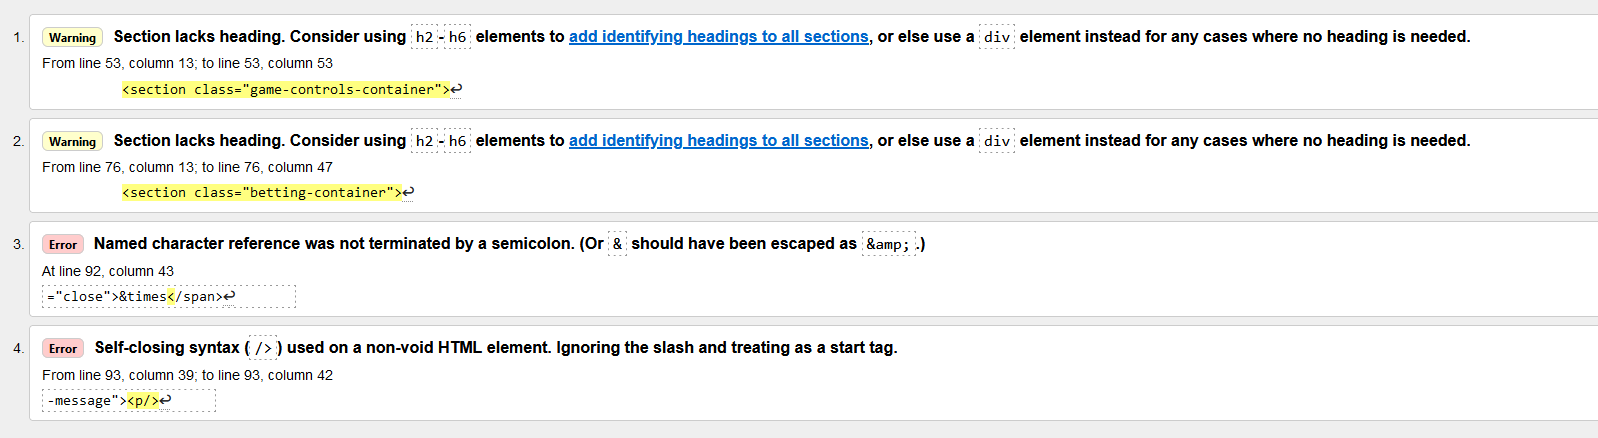 1. Warning Section lacks heading. Consider using h2-h6 elements to add identifying headings to all sections, or else use a div element instead for any cases where no heading is needed.
From line 53, column 13; to line 53, column 53
<section class="game-controls-container">↩
2. Warning Section lacks heading. Consider using h2-h6 elements to add identifying headings to all sections, or else use a div element instead for any cases where no heading is needed.
From line 76, column 13; to line 76, column 47
<section class="betting-container">↩
3. Error Named character reference was not terminated by a semicolon. (Or & should have been escaped as &amp;.)
At line 92, column 43
="close">&times</span>↩
4. Error Self-closing syntax (/>) used on a non-void HTML element. Ignoring the slash and treating as a start tag.
From line 93, column 39; to line 93, column 42
-message"><p/>↩